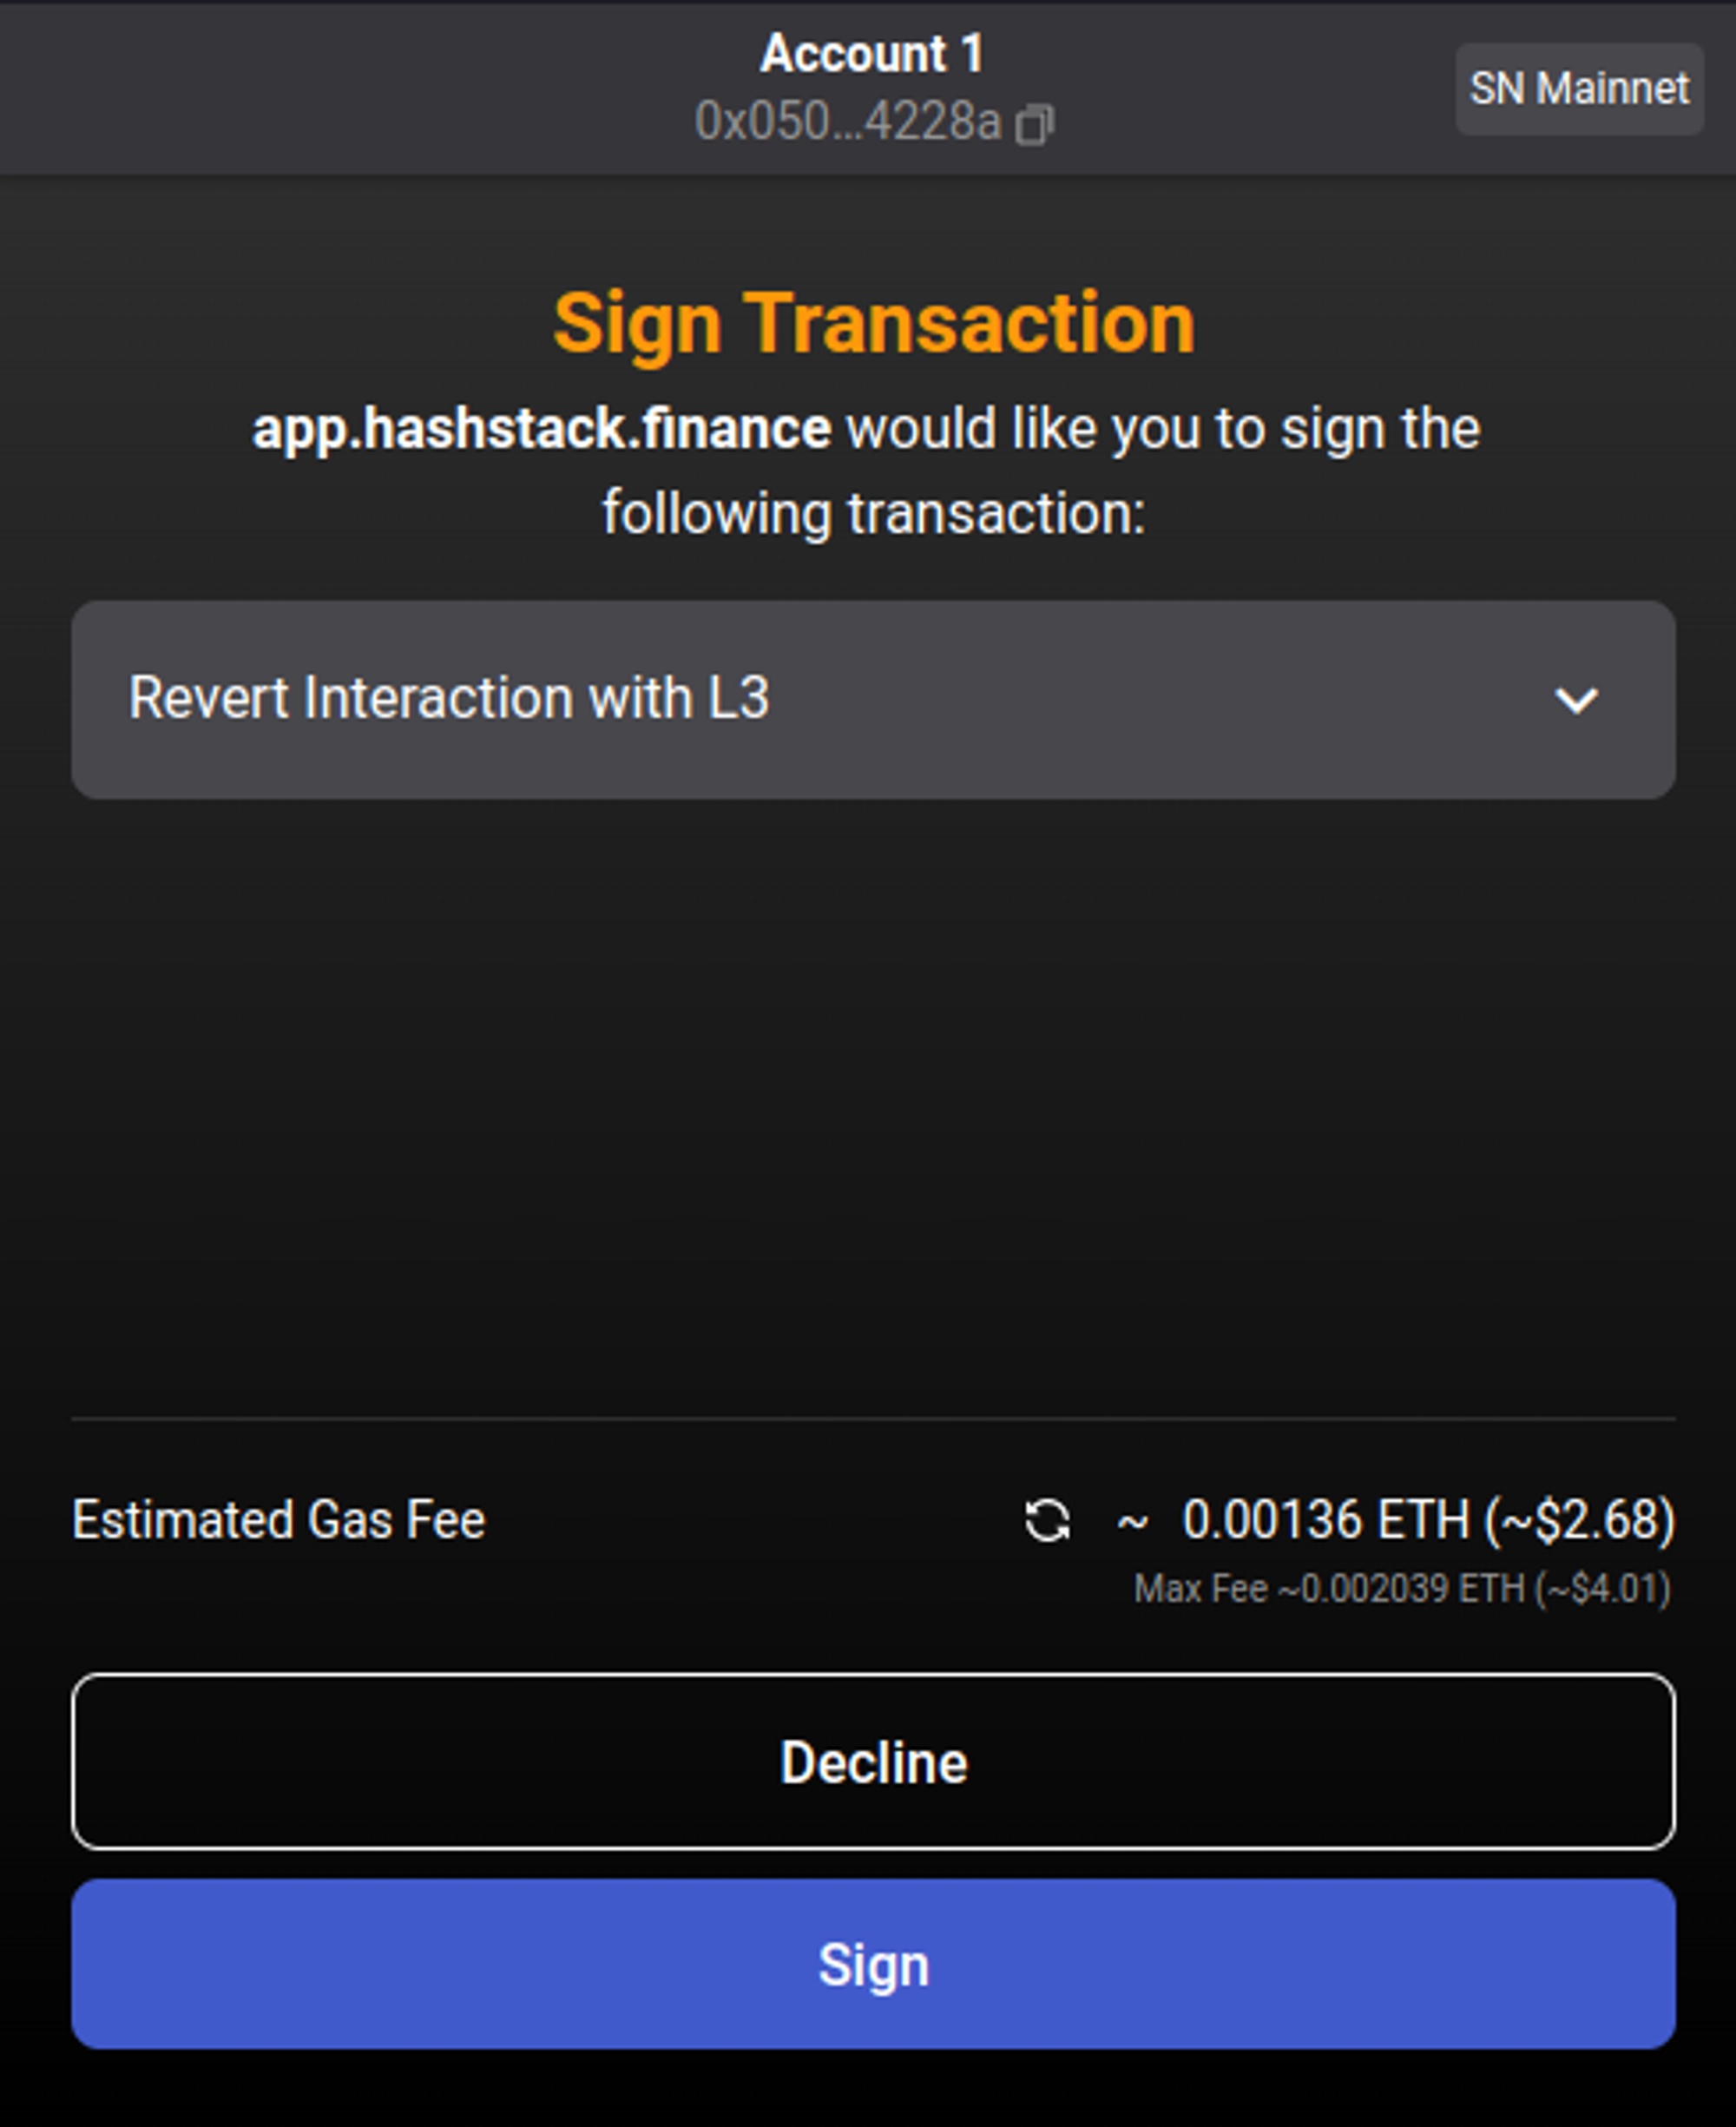 Account 1
0x050...4228a
SN Mainnet
Sign Transaction
app.hashstack.finance would like you to sign the
following transaction:
Revert Interaction with L3
Estimated Gas Fee
~ 0.00136 ETH (~$2.68)
Max Fee ~0.002039 ETH (~$4.01)
Decline
Sign